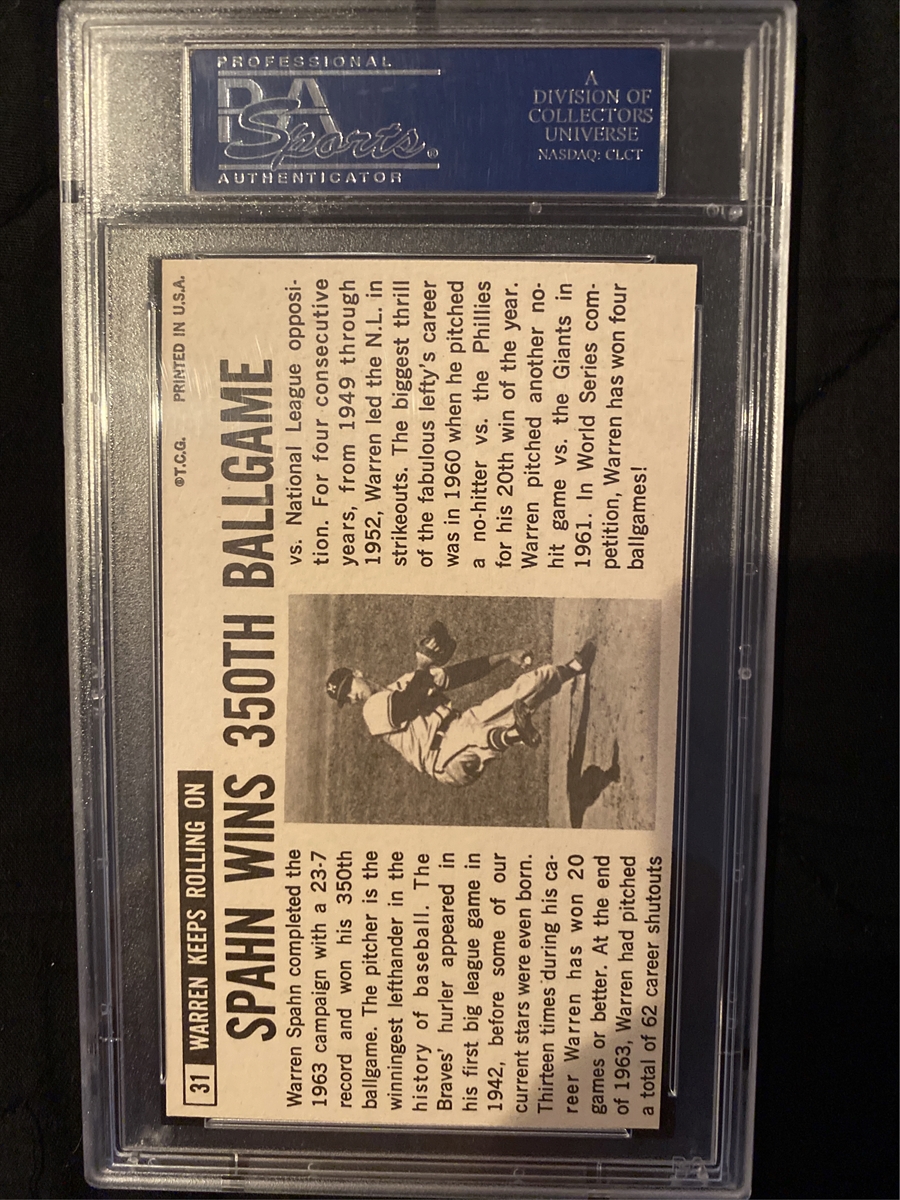 PROFESSIONAL
PSA
Sports®
AUTHENTICATOR
A
DIVISION OF
COLLECTORS
UNIVERSE
NASDAQ: CLCT
31 WARREN KEEPS ROLLING ON
©T.C.G. PRINTED IN U.S.A.
SPAHN WINS 350TH BALLGAME
Warren Spahn completed the
1963 campaign with a 23-7
record and won his 350th
ballgame. The pitcher is the
winningest lefthander in the
history of baseball. The
Braves' hurler appeared in
his first big league game in
1942, before some of our
current stars were even born.
Thirteen times during his ca-
reer Warren has won 20
games or better. At the end
of 1963, Warren had pitched
a total of 62 career shutouts
vs. National League opposi-
tion. For four consecutive
years, from 1949 through
1952, Warren led the N.L. in
strikeouts. The biggest thrill
of the fabulous lefty's career
was in 1960 when he pitched
a no-hitter vs. the Phillies
for his 20th win of the year.
Warren pitched another no-
hit game vs. the Giants in
1961. In World Series com-
petition, Warren has won four
ballgames!